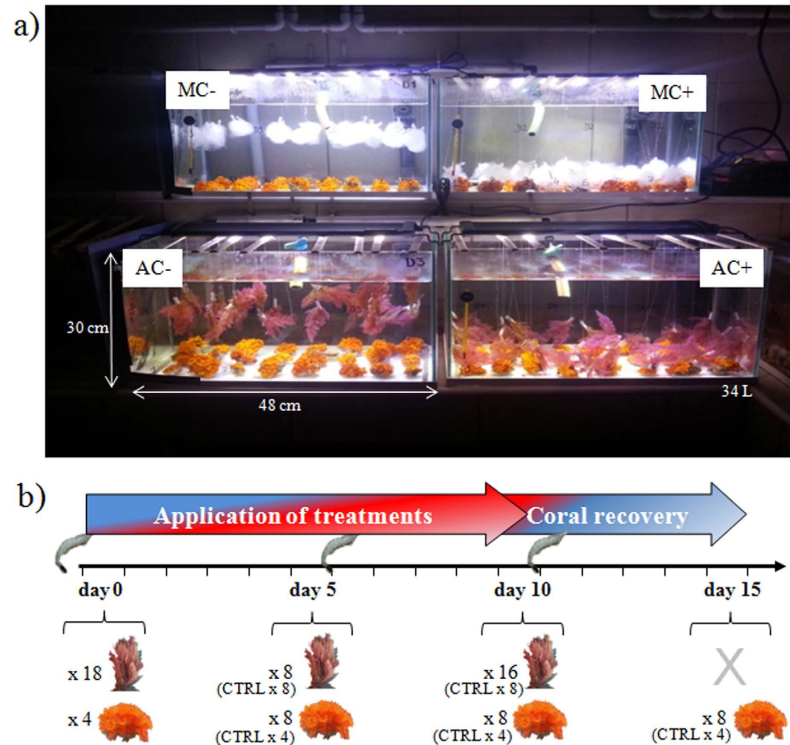 a)
MC-
MC+
AC-
AC+
30 cm
48 cm
34 L
b)
Application of treatments
Coral recovery
day 0
day 5
day 10
day 15
x 18
x 8
(CTRL x 8)
x 16
(CTRL x 8)
X
x 4
x 8
(CTRL x 4)
x 8
(CTRL x 4)
x 8
(CTRL x 4)